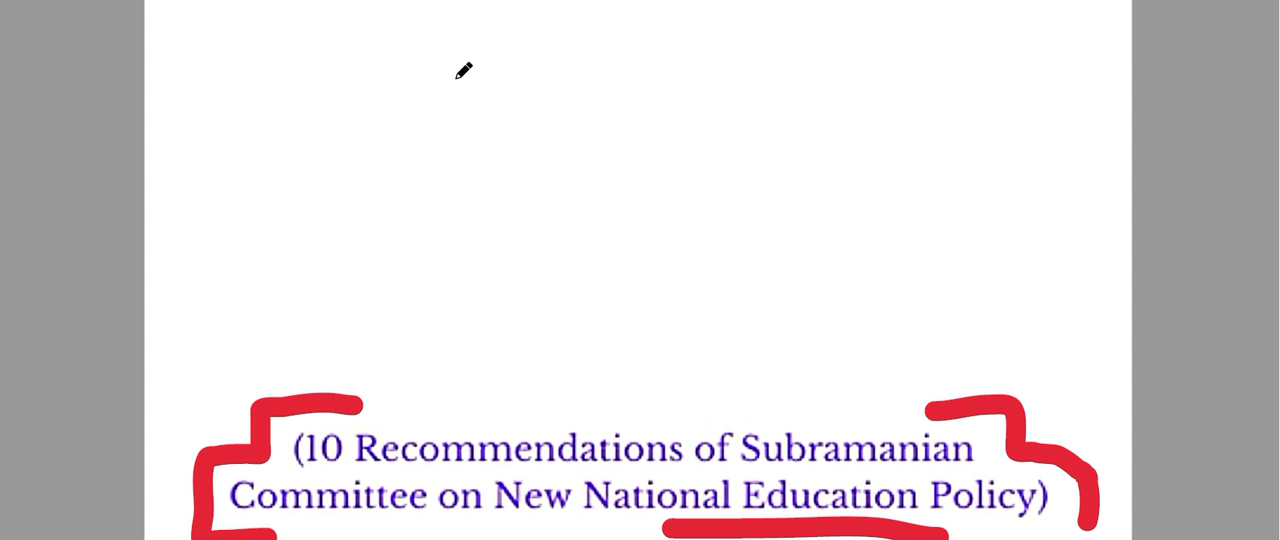 (10 Recommendations of Subramanian
Committee on New National Education Policy)